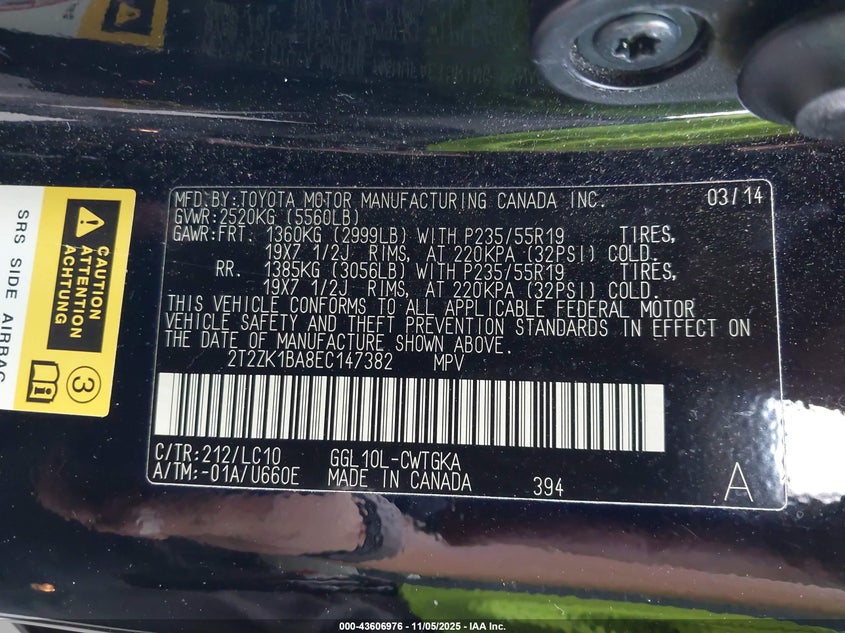 MFD.BY:TOYOTA MOTOR MANUFACTURING CANADA INC. 03/14
GVWR:2520KG (5560LB)
GAWR:FRT. 1360KG (2999LB) WITH P235/55R19 TIRES,
19X7 1/2J RIMS, AT 220KPA (32PSI) COLD.
RR. 1385KG (3056LB) WITH P235/55R19 TIRES,
19X7 1/2J RIMS, AT 220KPA (32PSI) COLD.
THIS VEHICLE CONFORMS TO ALL APPLICABLE FEDERAL MOTOR
VEHICLE SAFETY AND THEFT PREVENTION STANDARDS IN EFFECT ON
THE DATE OF MANUFACTURE SHOWN ABOVE.
2T2ZK1BA8EC147382 MPV
C/TR:212/LC10 GGL10L-CWTGKA
A/TM:-01A/U660E MADE IN CANADA 394 A
CAUTION
ATTENTION
ACHTUNG
3
SRS SIDE AIRBAG
000-43606976 - 11/05/2025 - IAA Inc.